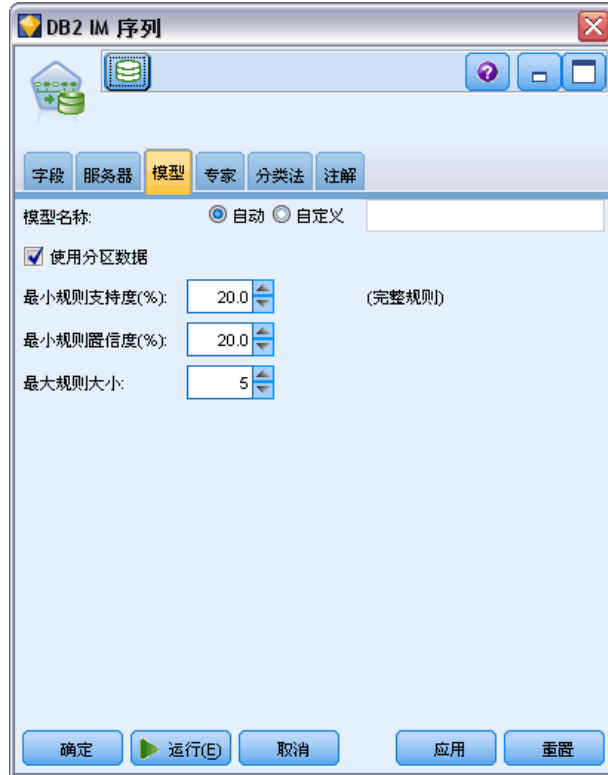 DB2 IM 序列
字段 服务器 模型 专家 分类法 注解
模型名称: 自动 自定义
使用分区数据
最小规则支持度(%): 20.0 (完整规则)
最小规则置信度(%): 20.0
最大规则大小: 5
确定 运行(E) 取消 应用 重置